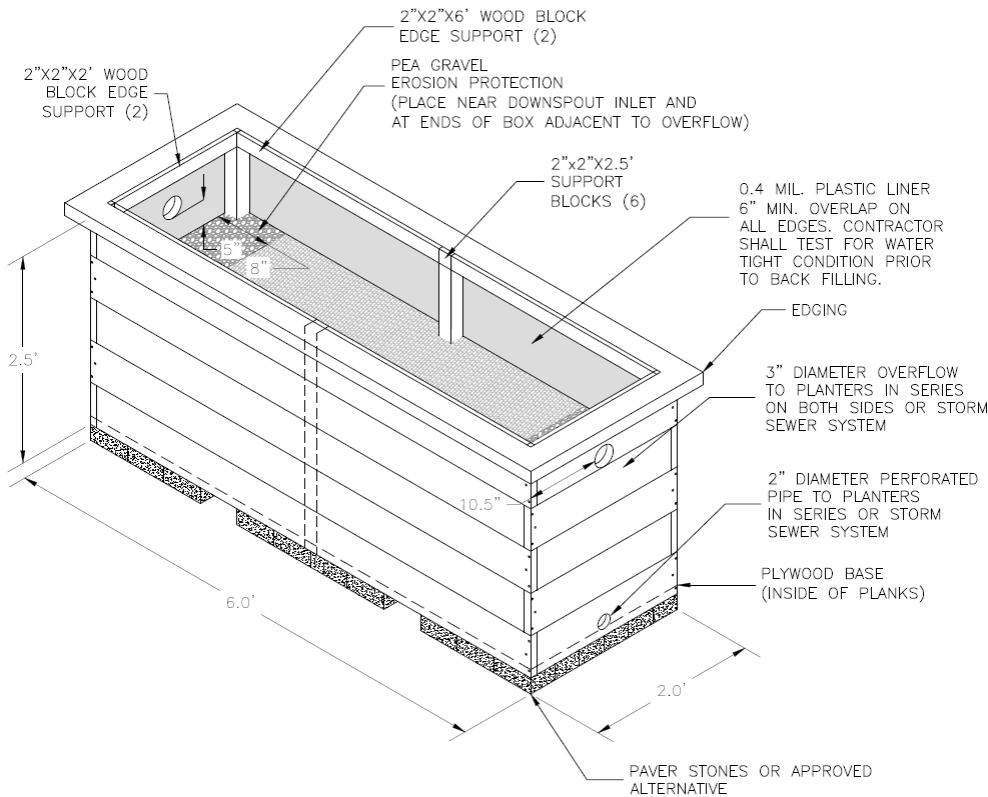 2"X2"X6' WOOD BLOCK
EDGE SUPPORT (2)
PEA GRAVEL
EROSION PROTECTION
(PLACE NEAR DOWNSPOUT INLET AND
AT ENDS OF BOX ADJACENT TO OVERFLOW)
2"X2"X2' WOOD
BLOCK EDGE
SUPPORT (2)
2"x2"X2.5'
SUPPORT
BLOCKS (6)
0.4 MIL. PLASTIC LINER
6" MIN. OVERLAP ON
ALL EDGES. CONTRACTOR
SHALL TEST FOR WATER
TIGHT CONDITION PRIOR
TO BACK FILLING.
5"
8"
EDGING
2.5'
3" DIAMETER OVERFLOW
TO PLANTERS IN SERIES
ON BOTH SIDES OR STORM
SEWER SYSTEM
10.5"
2" DIAMETER PERFORATED
PIPE TO PLANTERS
IN SERIES OR STORM
SEWER SYSTEM
PLYWOOD BASE
(INSIDE OF PLANKS)
6.0'
2.0'
PAVER STONES OR APPROVED
ALTERNATIVE